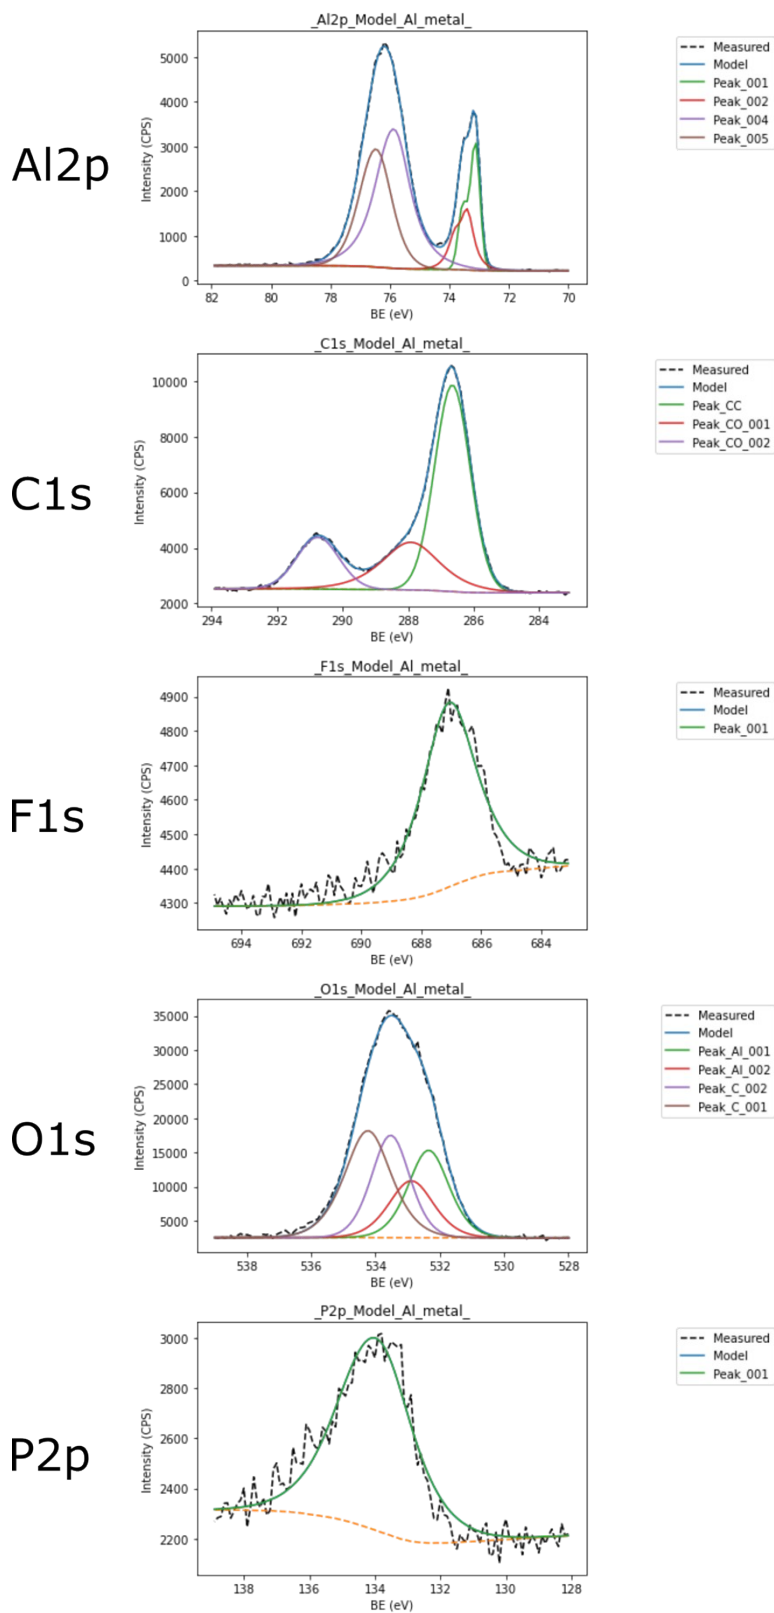 _Al2p_Model_Al_metal_
Al2p
Intensity (CPS)
5000
4000
3000
2000
1000
0
82 80 78 76 74 72 70
BE (eV)
Measured
Model
Peak_001
Peak_002
Peak_004
Peak_005
_C1s_Model_Al_metal_
C1s
Intensity (CPS)
10000
8000
6000
4000
2000
294 292 290 288 286 284
BE (eV)
Measured
Model
Peak_CC
Peak_CO_001
Peak_CO_002
_F1s_Model_Al_metal_
F1s
Intensity (CPS)
4900
4800
4700
4600
4500
4400
4300
694 692 690 688 686 684
BE (eV)
Measured
Model
Peak_001
_O1s_Model_Al_metal_
O1s
Intensity (CPS)
35000
30000
25000
20000
15000
10000
5000
538 536 534 532 530 528
BE (eV)
Measured
Model
Peak_Al_001
Peak_Al_002
Peak_C_002
Peak_C_001
_P2p_Model_Al_metal_
P2p
Intensity (CPS)
3000
2800
2600
2400
2200
138 136 134 132 130 128
BE (eV)
Measured
Model
Peak_001